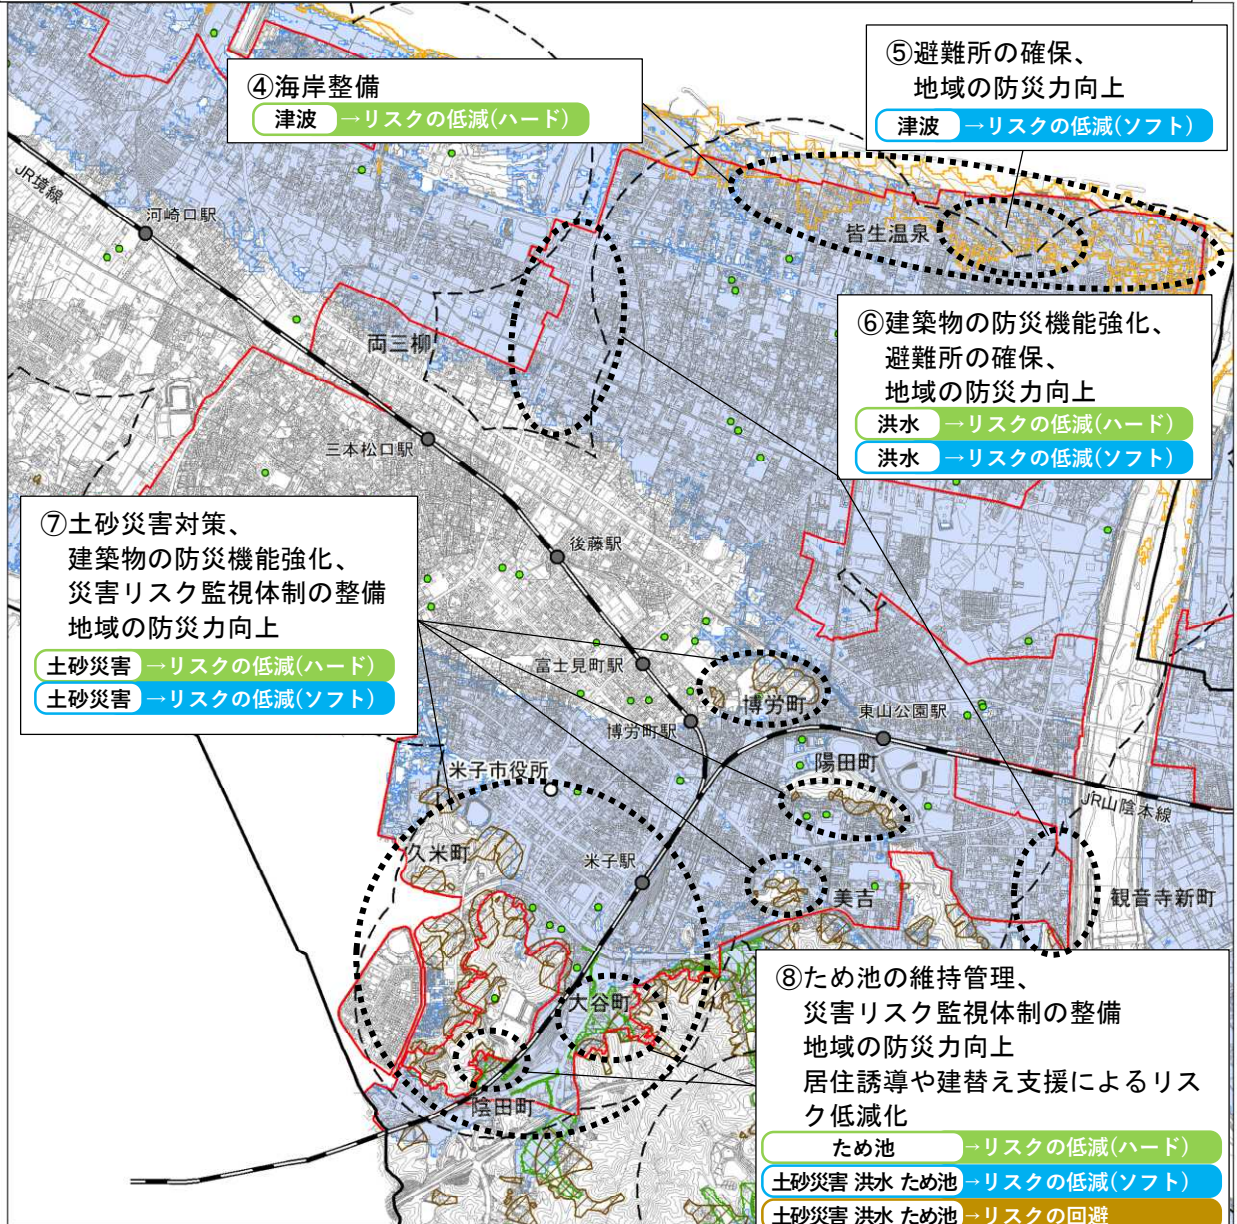 ④海岸整備
津波 →リスクの低減(ハード)
⑤避難所の確保、
地域の防災力向上
津波 →リスクの低減(ソフト)
JR境線
河崎口駅
皆生温泉
⑥建築物の防災機能強化、
避難所の確保、
地域の防災力向上
洪水 →リスクの低減(ハード)
洪水 →リスクの低減(ソフト)
両三柳
三本松口駅
⑦土砂災害対策、
建築物の防災機能強化、
災害リスク監視体制の整備
地域の防災力向上
土砂災害 →リスクの低減(ハード)
土砂災害 →リスクの低減(ソフト)
後藤駅
富士見町駅
博労町
博労町駅
東山公園駅
陽田町
米子市役所
JR山陰本線
久米町
米子駅
美吉
観音寺新町
大谷町
陰田町
⑧ため池の維持管理、
災害リスク監視体制の整備
地域の防災力向上
居住誘導や建替え支援によるリス
ク低減化
ため池 →リスクの低減(ハード)
土砂災害 洪水 ため池 →リスクの低減(ソフト)
土砂災害 洪水 ため池 →リスクの回避